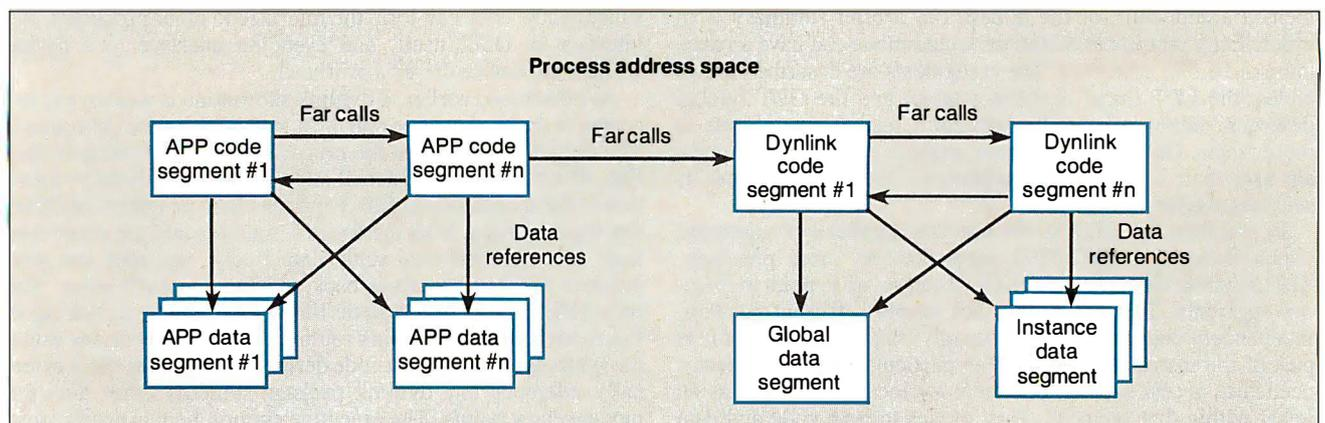 Process address space
Far calls
Far calls
Far calls
APP code
segment #1
APP code
segment #n
Dynlink
code
segment #1
Dynlink
code
segment #n
Data
references
Data
references
APP data
segment #1
APP data
segment #n
Global
data
segment
Instance
data
segment